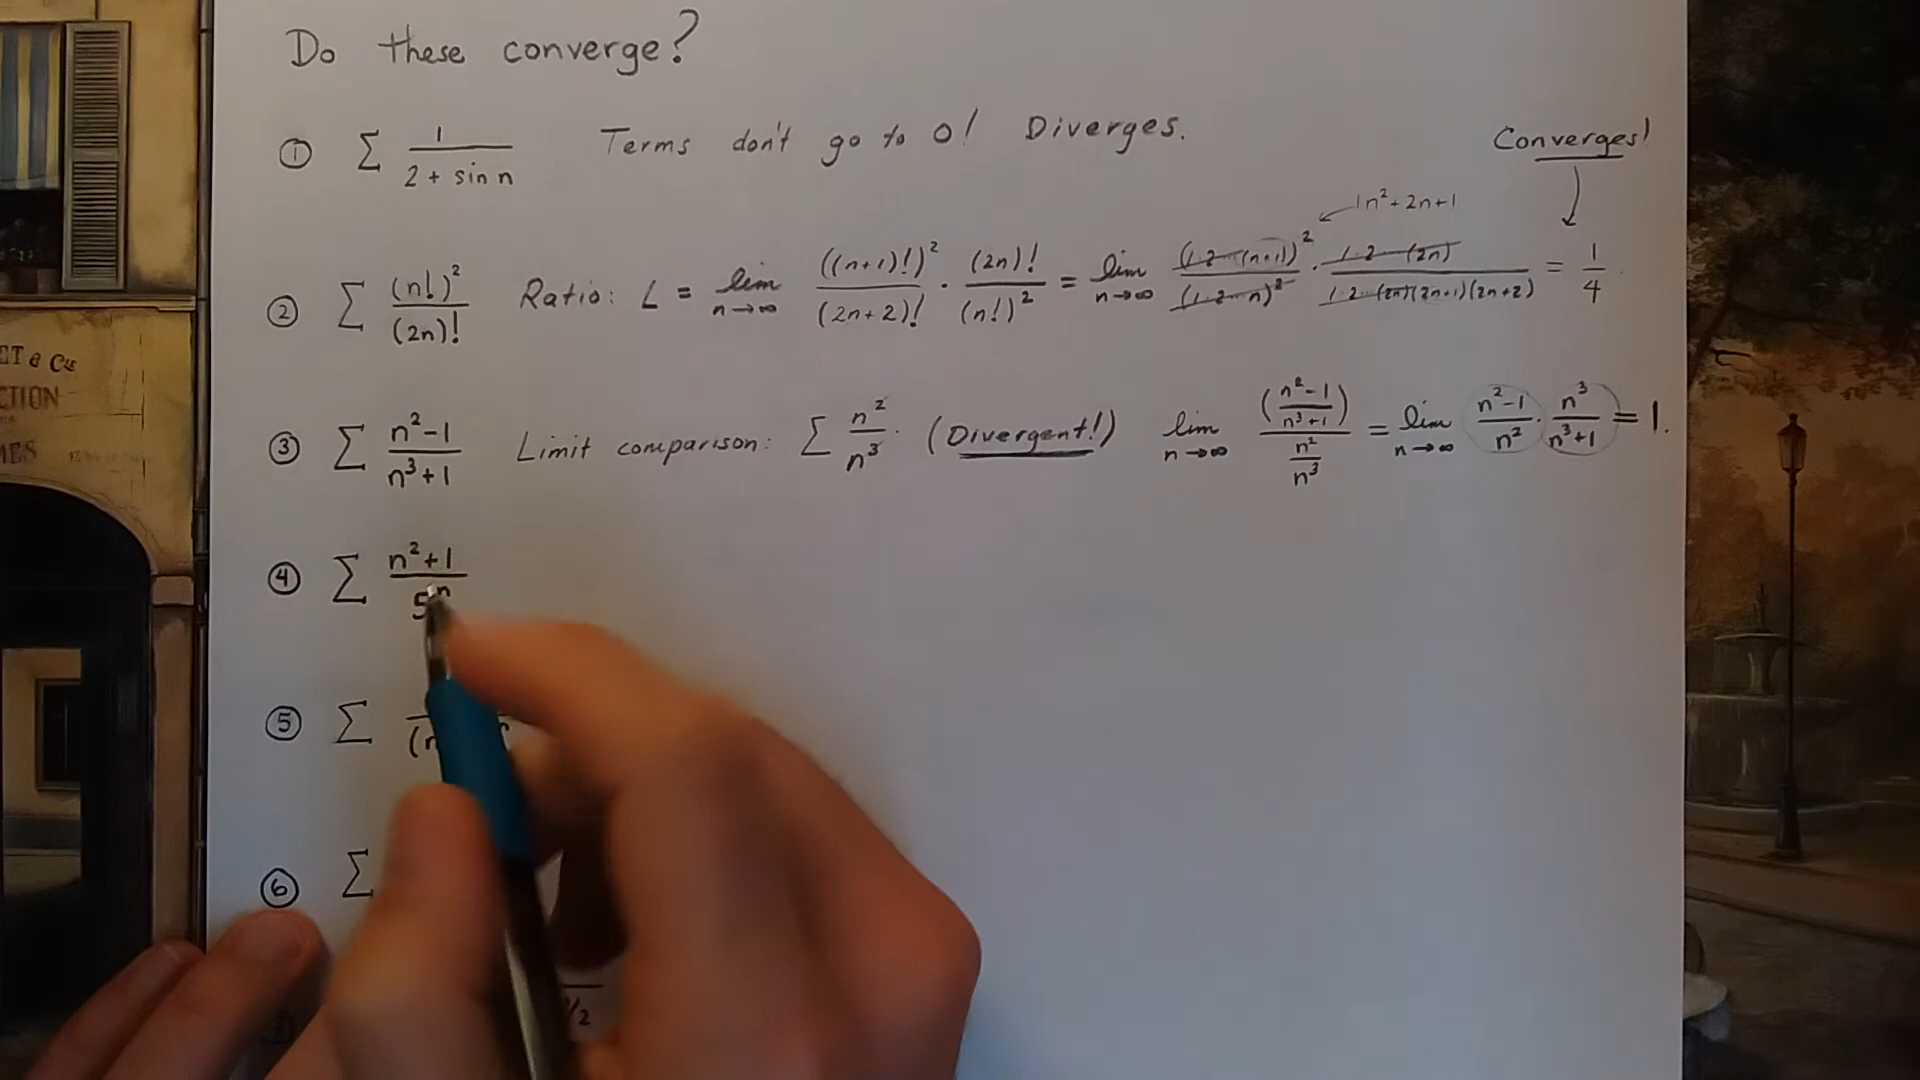 Do these converge?
Converges!
① Σ 1/(2 + sin n) Terms don't go to 0! Diverges.
1n²+2n+1
② Σ (n!)²/(2n)! Ratio: L = lim n→∞ ((n+1)!)²/(2n+2)! · (2n)!/(n!)² = lim n→∞ (1·2···(n+1))²/(1·2···n)² · 1·2···(2n)/1·2···(2n)(2n+1)(2n+2) = 1/4
③ Σ (n²-1)/(n³+1) Limit comparison: Σ n²/n³. (Divergent!) lim n→∞ ((n²-1)/(n³+1))/(n²/n³) = lim n→∞ (n²-1)/n² · n³/(n³+1) = 1.
④ Σ (n²+1)/5ⁿ
⑤ Σ
⑥ Σ